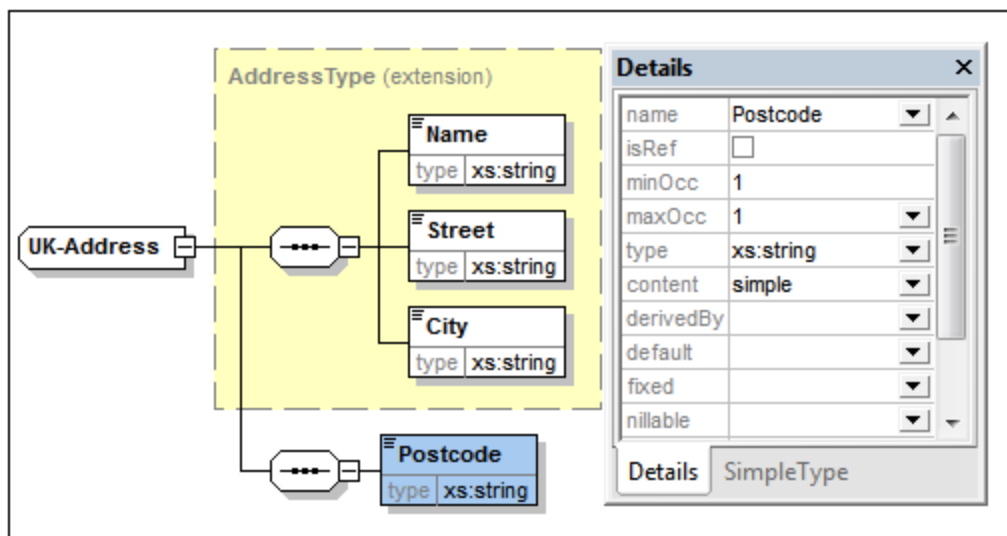 AddressType (extension)
Name
type xs:string
UK-Address
Street
type xs:string
City
type xs:string
Postcode
type xs:string
Details
name Postcode
isRef
minOcc 1
maxOcc 1
type xs:string
content simple
derivedBy
default
fixed
nillable
Details SimpleType